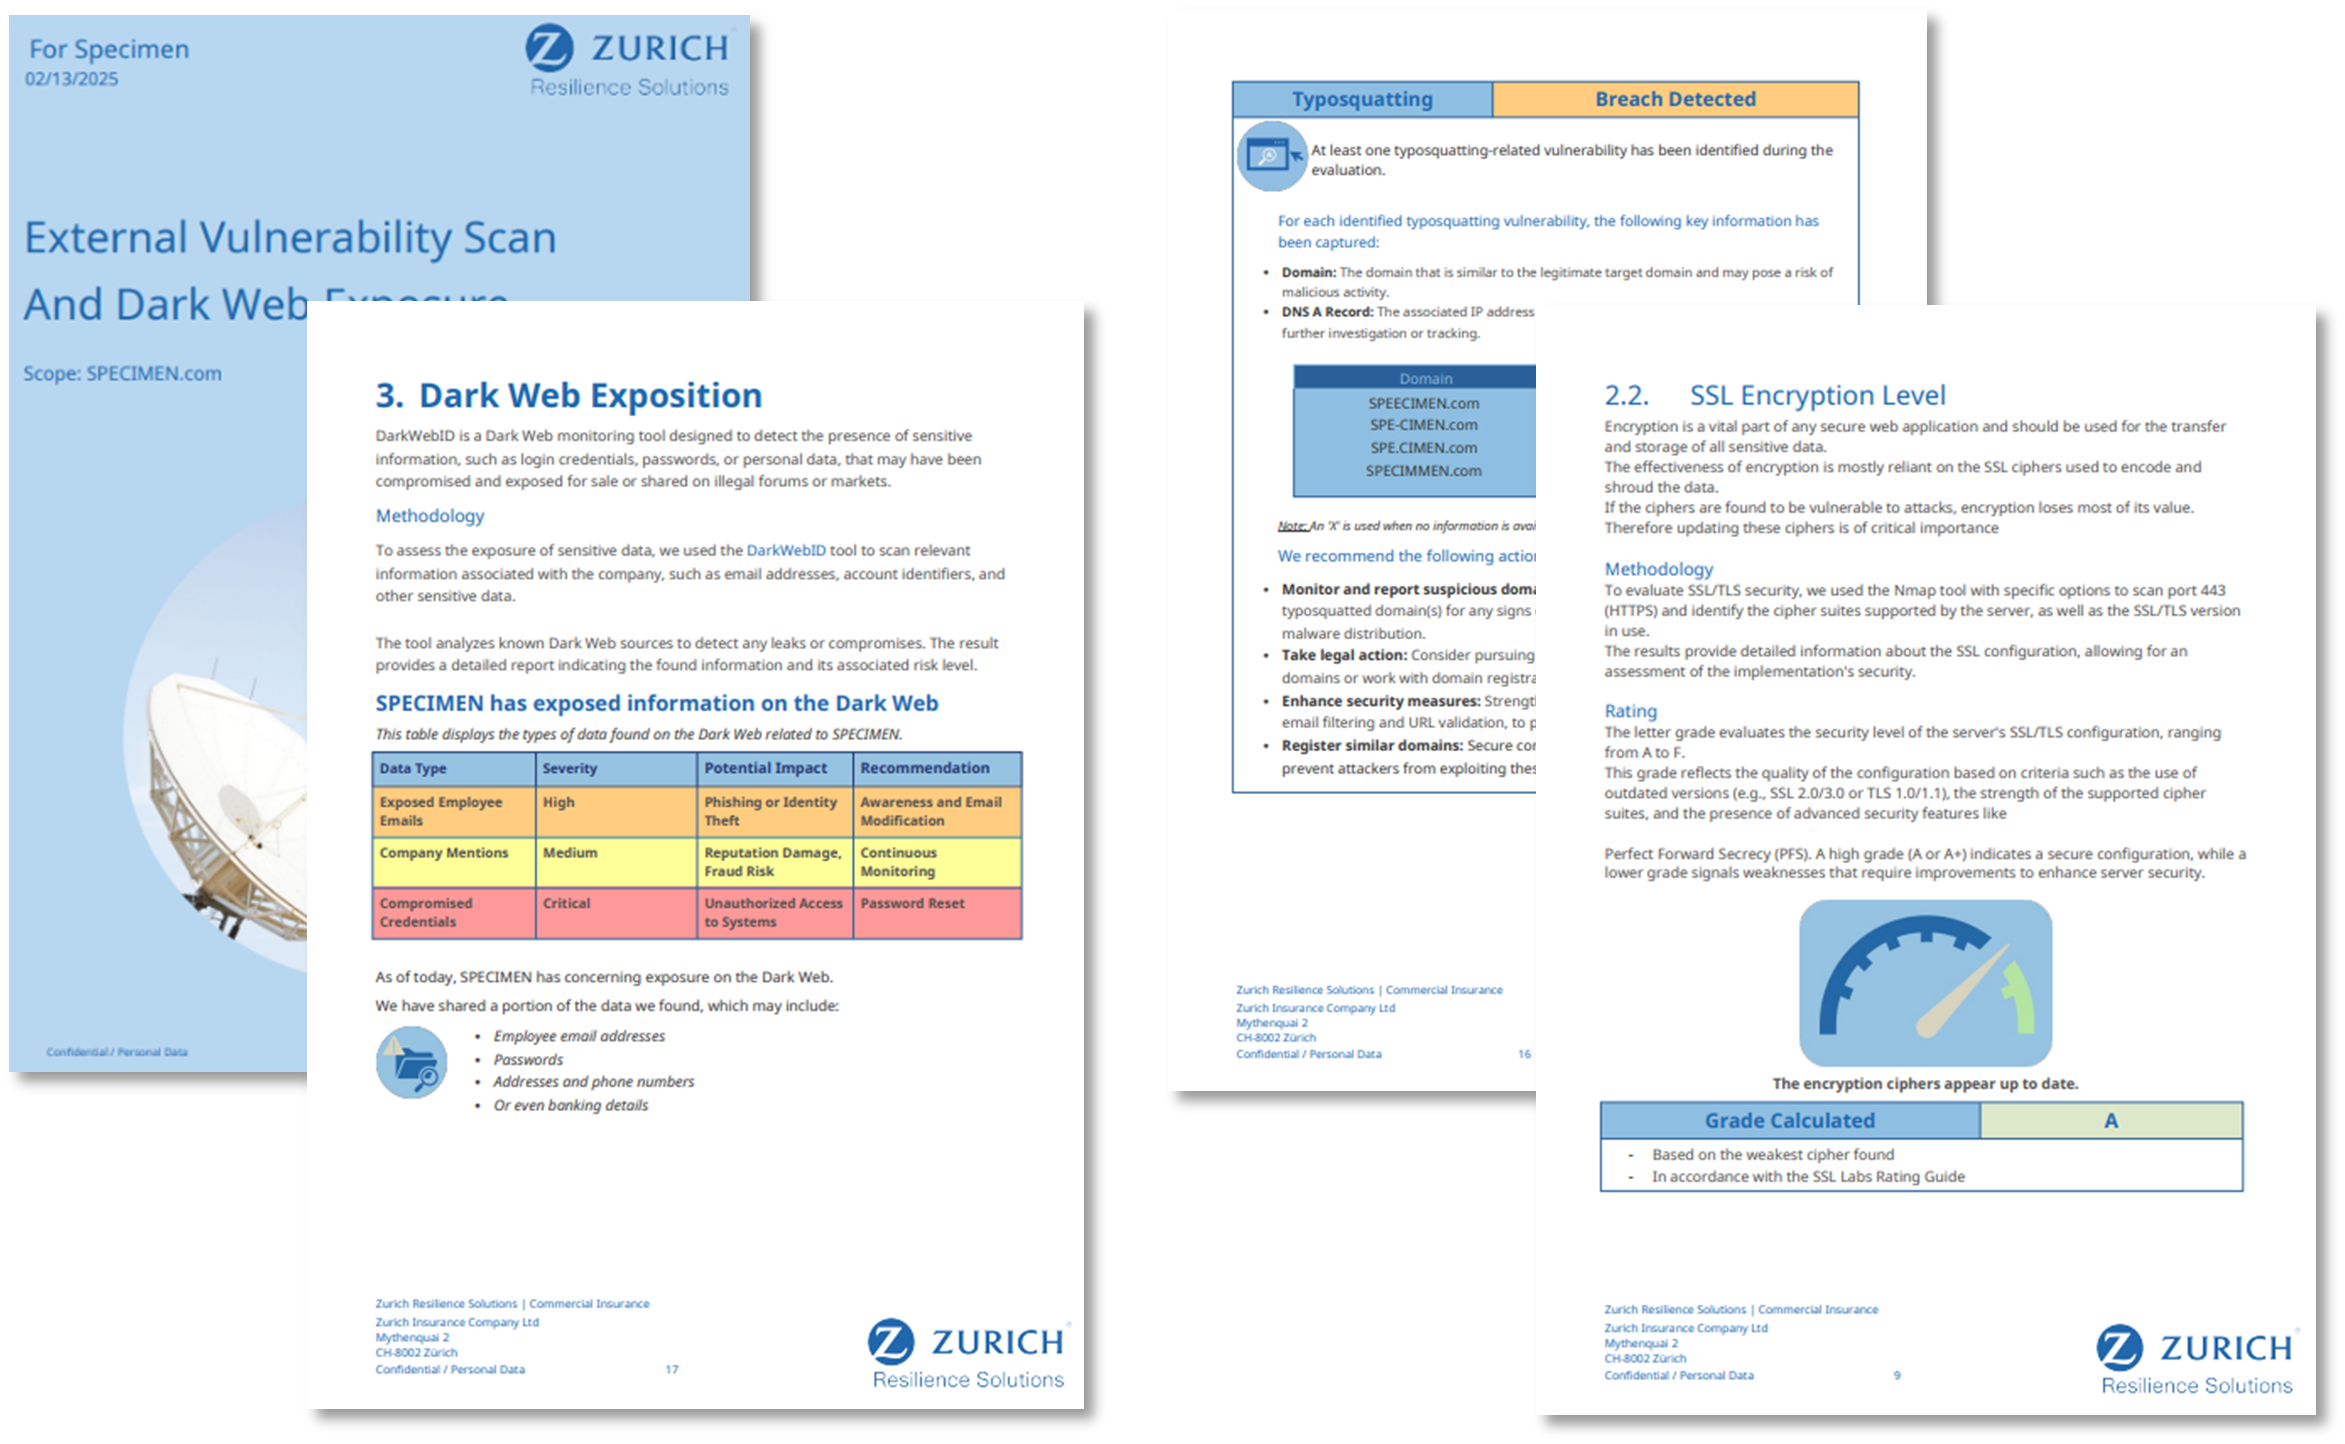 For Specimen
02/13/2025
ZURICH
Resilience Solutions
External Vulnerability Scan
And Dark Web Exposure
Scope: SPECIMEN.com
Confidential / Personal Data
3. Dark Web Exposition
DarkWebID is a Dark Web monitoring tool designed to detect the presence of sensitive
information, such as login credentials, passwords, or personal data, that may have been
compromised and exposed for sale or shared on illegal forums or markets.
Methodology
To assess the exposure of sensitive data, we used the DarkWebID tool to scan relevant
information associated with the company, such as email addresses, account identifiers, and
other sensitive data.
The tool analyzes known Dark Web sources to detect any leaks or compromises. The result
provides a detailed report indicating the found information and its associated risk level.
SPECIMEN has exposed information on the Dark Web
This table displays the types of data found on the Dark Web related to SPECIMEN.
Data Type Severity Potential Impact Recommendation
Exposed Employee Emails High Phishing or Identity Theft Awareness and Email Modification
Company Mentions Medium Reputation Damage, Fraud Risk Continuous Monitoring
Compromised Credentials Critical Unauthorized Access to Systems Password Reset
As of today, SPECIMEN has concerning exposure on the Dark Web.
We have shared a portion of the data we found, which may include:
• Employee email addresses
• Passwords
• Addresses and phone numbers
• Or even banking details
Zurich Resilience Solutions | Commercial Insurance
Zurich Insurance Company Ltd
Mythenquai 2
CH-8002 Zürich
Confidential / Personal Data 17
ZURICH
Resilience Solutions
Typosquatting Breach Detected
At least one typosquatting-related vulnerability has been identified during the
evaluation.
For each identified typosquatting vulnerability, the following key information has
been captured:
• Domain: The domain that is similar to the legitimate target domain and may pose a risk of
malicious activity.
• DNS A Record: The associated IP address
further investigation or tracking.
Domain
SPEECIMEN.com
SPE-CIMEN.com
SPE.CIMEN.com
SPECIMMEN.com
Note: An 'X' is used when no information is
We recommend the following
• Monitor and report suspicious
typosquatted domain(s) for any signs
malware distribution.
• Take legal action: Consider pursuing
domains or work with domain
• Enhance security measures:
email filtering and URL validation, to
• Register similar domains: Secure
prevent attackers from exploiting
Zurich Resilience Solutions | Commercial Insurance
Zurich Insurance Company Ltd
Mythenquai 2
CH-8002 Zürich
Confidential / Personal Data 16
2.2. SSL Encryption Level
Encryption is a vital part of any secure web application and should be used for the transfer
and storage of all sensitive data.
The effectiveness of encryption is mostly reliant on the SSL ciphers used to encode and
shroud the data.
If the ciphers are found to be vulnerable to attacks, encryption loses most of its value.
Therefore updating these ciphers is of critical importance
Methodology
To evaluate SSL/TLS security, we used the Nmap tool with specific options to scan port 443
(HTTPS) and identify the cipher suites supported by the server, as well as the SSL/TLS version
in use.
The results provide detailed information about the SSL configuration, allowing for an
assessment of the implementation's security.
Rating
The letter grade evaluates the security level of the server's SSL/TLS configuration, ranging
from A to F.
This grade reflects the quality of the configuration based on criteria such as the use of
outdated versions (e.g., SSL 2.0/3.0 or TLS 1.0/1.1), the strength of the supported cipher
suites, and the presence of advanced security features like
Perfect Forward Secrecy (PFS). A high grade (A or A+) indicates a secure configuration, while a
lower grade signals weaknesses that require improvements to enhance server security.
The encryption ciphers appear up to date.
Grade Calculated A
- Based on the weakest cipher found
- In accordance with the SSL Labs Rating Guide
Zurich Resilience Solutions | Commercial Insurance
Zurich Insurance Company Ltd
Mythenquai 2
CH-8002 Zürich
Confidential / Personal Data 9
ZURICH
Resilience Solutions